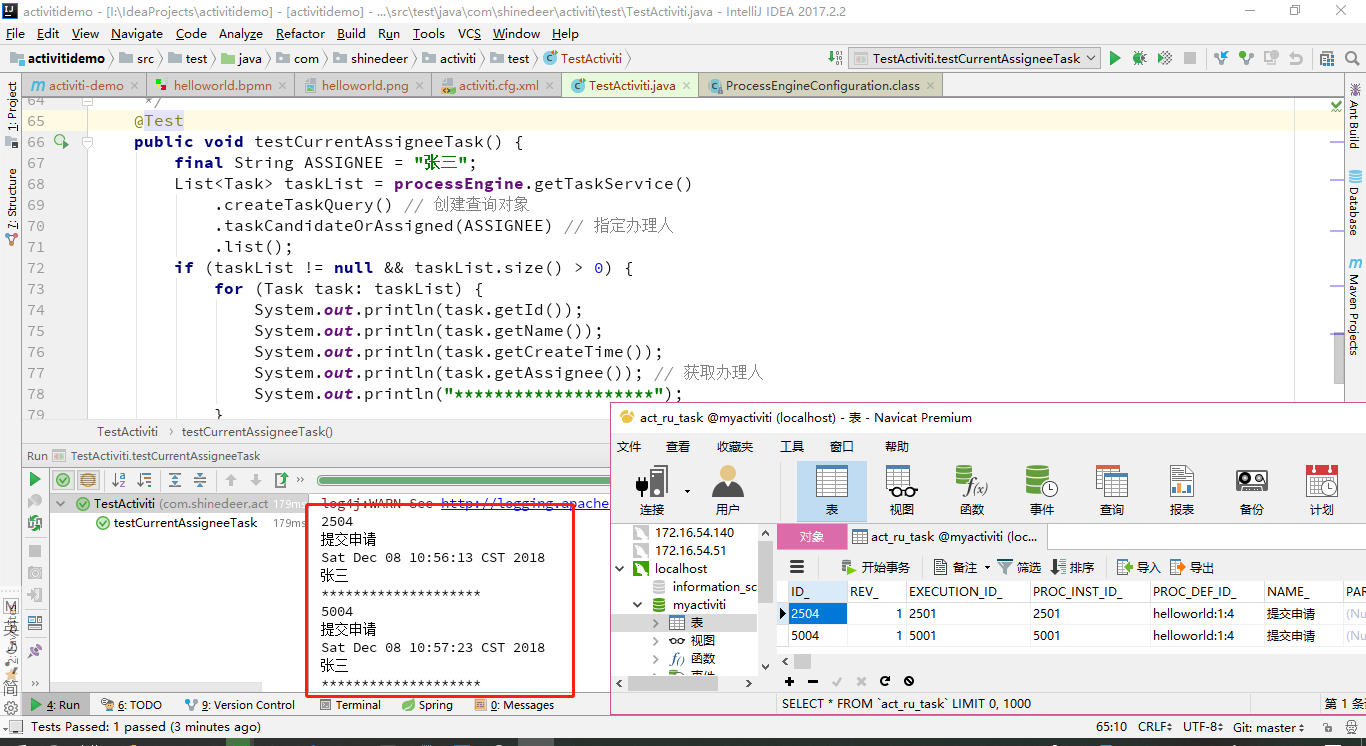 activitidemo - [I:\IdeaProjects\activitidemo] - [activitidemo] - ...\src\test\java\com\shinedeer\activiti\test\TestActiviti.java - IntelliJ IDEA 2017.2.2
File Edit View Navigate Code Analyze Refactor Build Run Tools VCS Window Help
activitidemo src test java com shinedeer activiti test TestActiviti
TestActiviti.testCurrentAssigneeTask
activiti-demo helloworld.bpmn helloworld.png activiti.cfg.xml TestActiviti.java ProcessEngineConfiguration.class
1: Project
7: Structure
Ant Build
Database
Maven Projects
64 */
65 @Test
66 public void testCurrentAssigneeTask() {
67 final String ASSIGNEE = "张三";
68 List<Task> taskList = processEngine.getTaskService()
69 .createTaskQuery() // 创建查询对象
70 .taskCandidateOrAssigned(ASSIGNEE) // 指定办理人
71 .list();
72 if (taskList != null && taskList.size() > 0) {
73 for (Task task: taskList) {
74 System.out.println(task.getId());
75 System.out.println(task.getName());
76 System.out.println(task.getCreateTime());
77 System.out.println(task.getAssignee()); // 获取办理人
78 System.out.println("********************");
79 }
TestActiviti testCurrentAssigneeTask()
Run TestActiviti.testCurrentAssigneeTask
TestActiviti (com.shinedeer.act 179ms
testCurrentAssigneeTask 179ms
log4j:WARN See http://logging.apache
2504
提交申请
Sat Dec 08 10:56:13 CST 2018
张三
********************
5004
提交申请
Sat Dec 08 10:57:23 CST 2018
张三
********************
act_ru_task @myactiviti (localhost) - 表 - Navicat Premium
文件 查看 收藏夹 工具 窗口 帮助
连接 用户 表 视图 函数 事件 查询 报表 备份 计划
172.16.54.140
172.16.54.51
localhost
information_sc
myactiviti
表
视图
函数
对象 act_ru_task @myactiviti (loc...
开始事务 备注 筛选 排序 导入 导出
ID_ REV_ EXECUTION_ID_ PROC_INST_ID_ PROC_DEF_ID_ NAME_ PAR
2504 1 2501 2501 helloworld:1:4 提交申请 (Nu
5004 1 5001 5001 helloworld:1:4 提交申请 (Nu
SELECT * FROM `act_ru_task` LIMIT 0, 1000
第 1 条
4: Run 6: TODO 9: Version Control Terminal Spring 0: Messages
Tests Passed: 1 passed (3 minutes ago)
65:10 CRLF UTF-8 Git: master